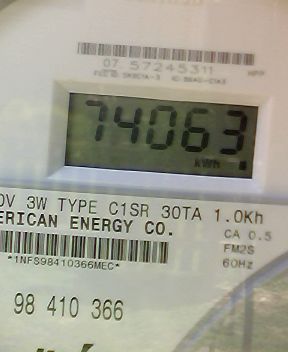 07 57245311
74063
kWh
0V 3W TYPE C1SR 30TA 1.0Kh
ERICAN ENERGY CO.
CA 0.5
FM2S
60Hz
*1NFS98410366MEC*
98 410 366